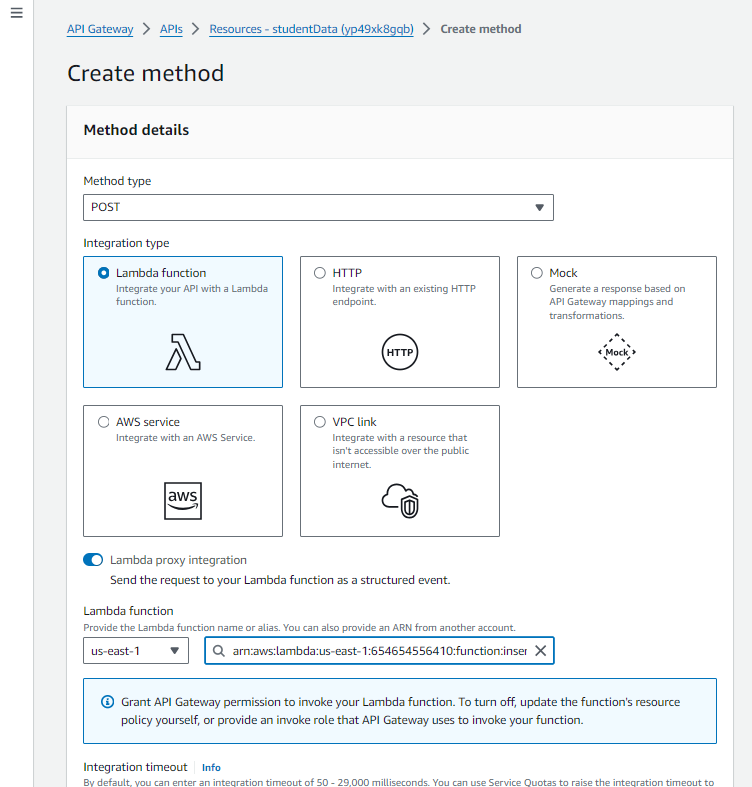 API Gateway > APIs > Resources - studentData (yp49xk8gqb) > Create method
Create method
Method details
Method type
POST
Integration type
Lambda function
Integrate your API with a Lambda
function.
HTTP
Integrate with an existing HTTP
endpoint.
HTTP
Mock
Generate a response based on
API Gateway mappings and
transformations.
Mock
AWS service
Integrate with an AWS Service.
aws
VPC link
Integrate with a resource that
isn't accessible over the public
internet.
Lambda proxy integration
Send the request to your Lambda function as a structured event.
Lambda function
Provide the Lambda function name or alias. You can also provide an ARN from another account.
us-east-1
arn:aws:lambda:us-east-1:654654556410:function:inser
Grant API Gateway permission to invoke your Lambda function. To turn off, update the function's resource
policy yourself, or provide an invoke role that API Gateway uses to invoke your function.
Integration timeout Info
By default, you can enter an integration timeout of 50 - 29,000 milliseconds. You can use Service Quotas to raise the integration timeout to